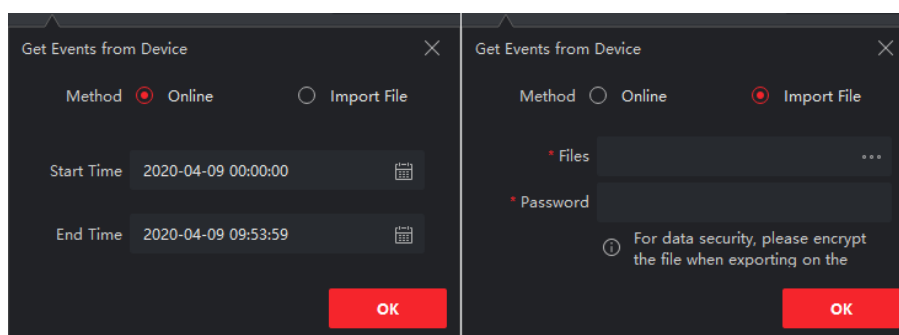 Get Events from Device
Method Online Import File
Start Time 2020-04-09 00:00:00
End Time 2020-04-09 09:53:59
OK
Get Events from Device
Method Online Import File
* Files ...
* Password
For data security, please encrypt
the file when exporting on the
OK